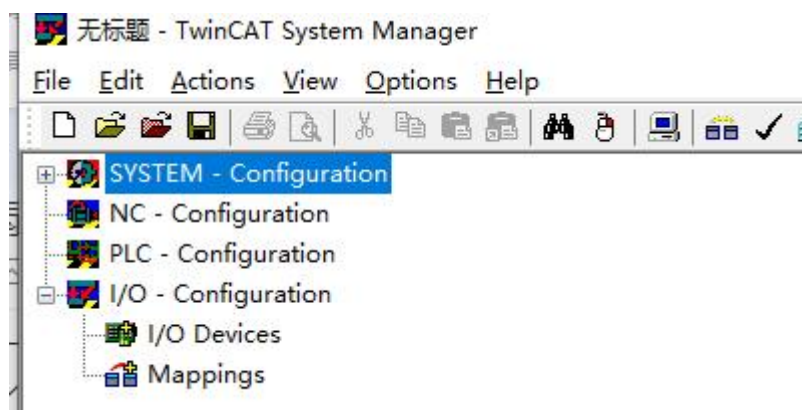 无标题 - TwinCAT System Manager
File Edit Actions View Options Help
SYSTEM - Configuration
NC - Configuration
PLC - Configuration
I/O - Configuration
I/O Devices
Mappings